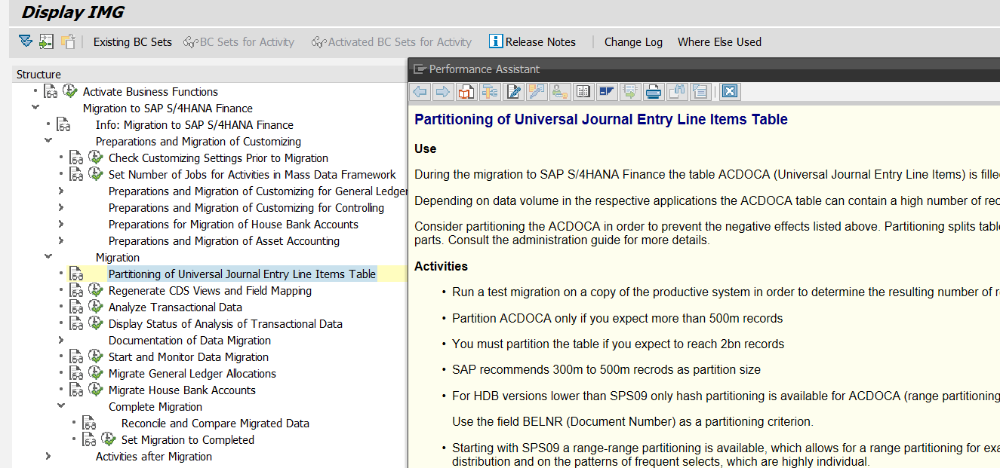 Display IMG
Existing BC Sets BC Sets for Activity Activated BC Sets for Activity Release Notes Change Log Where Else Used
Structure
Activate Business Functions
Migration to SAP S/4HANA Finance
Info: Migration to SAP S/4HANA Finance
Preparations and Migration of Customizing
Check Customizing Settings Prior to Migration
Set Number of Jobs for Activities in Mass Data Framework
Preparations and Migration of Customizing for General Ledger
Preparations and Migration of Customizing for Controlling
Preparations for Migration of House Bank Accounts
Preparations and Migration of Asset Accounting
Migration
Partitioning of Universal Journal Entry Line Items Table
Regenerate CDS Views and Field Mapping
Analyze Transactional Data
Display Status of Analysis of Transactional Data
Documentation of Data Migration
Start and Monitor Data Migration
Migrate General Ledger Allocations
Migrate House Bank Accounts
Complete Migration
Reconcile and Compare Migrated Data
Set Migration to Completed
Activities after Migration
Performance Assistant
Partitioning of Universal Journal Entry Line Items Table
Use
During the migration to SAP S/4HANA Finance the table ACDOCA (Universal Journal Entry Line Items) is
Depending on data volume in the respective applications the ACDOCA table can contain a high number of
Consider partitioning the ACDOCA in order to prevent the negative effects listed above. Partitioning splits
parts. Consult the administration guide for more details.
Activities
• Run a test migration on a copy of the productive system in order to determine the resulting number of
• Partition ACDOCA only if you expect more than 500m records
• You must partition the table if you expect to reach 2bn records
• SAP recommends 300m to 500m recrods as partition size
• For HDB versions lower than SPS09 only hash partitioning is available for ACDOCA (range partitioning
Use the field BELNR (Document Number) as a partitioning criterion.
• Starting with SPS09 a range-range partitioning is available, which allows for a range partitioning for
distribution and on the patterns of frequent selects, which are highly individual.